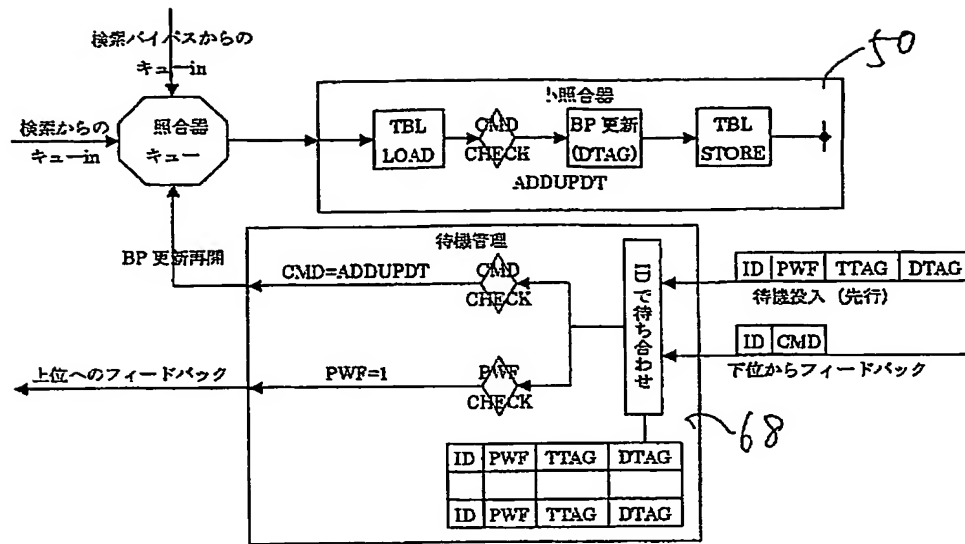 検索バイパスからの
キューin
50
検索からの
キューin
照合器
キュー
照合器
TBL
LOAD
CMD
CHECK
BP 更新
(DTAG)
TBL
STORE
ADDUPDT
BP 更新再開
待機管理
CMD=ADDUPDT
CMD
CHECK
IDで待ち合わせ
ID PWF TTAG DTAG
待機投入 (先行)
ID CMD
下位からフィードバック
上位へのフィードバック
PWF=1
PWF
CHECK
68
ID PWF TTAG DTAG
ID PWF TTAG DTAG